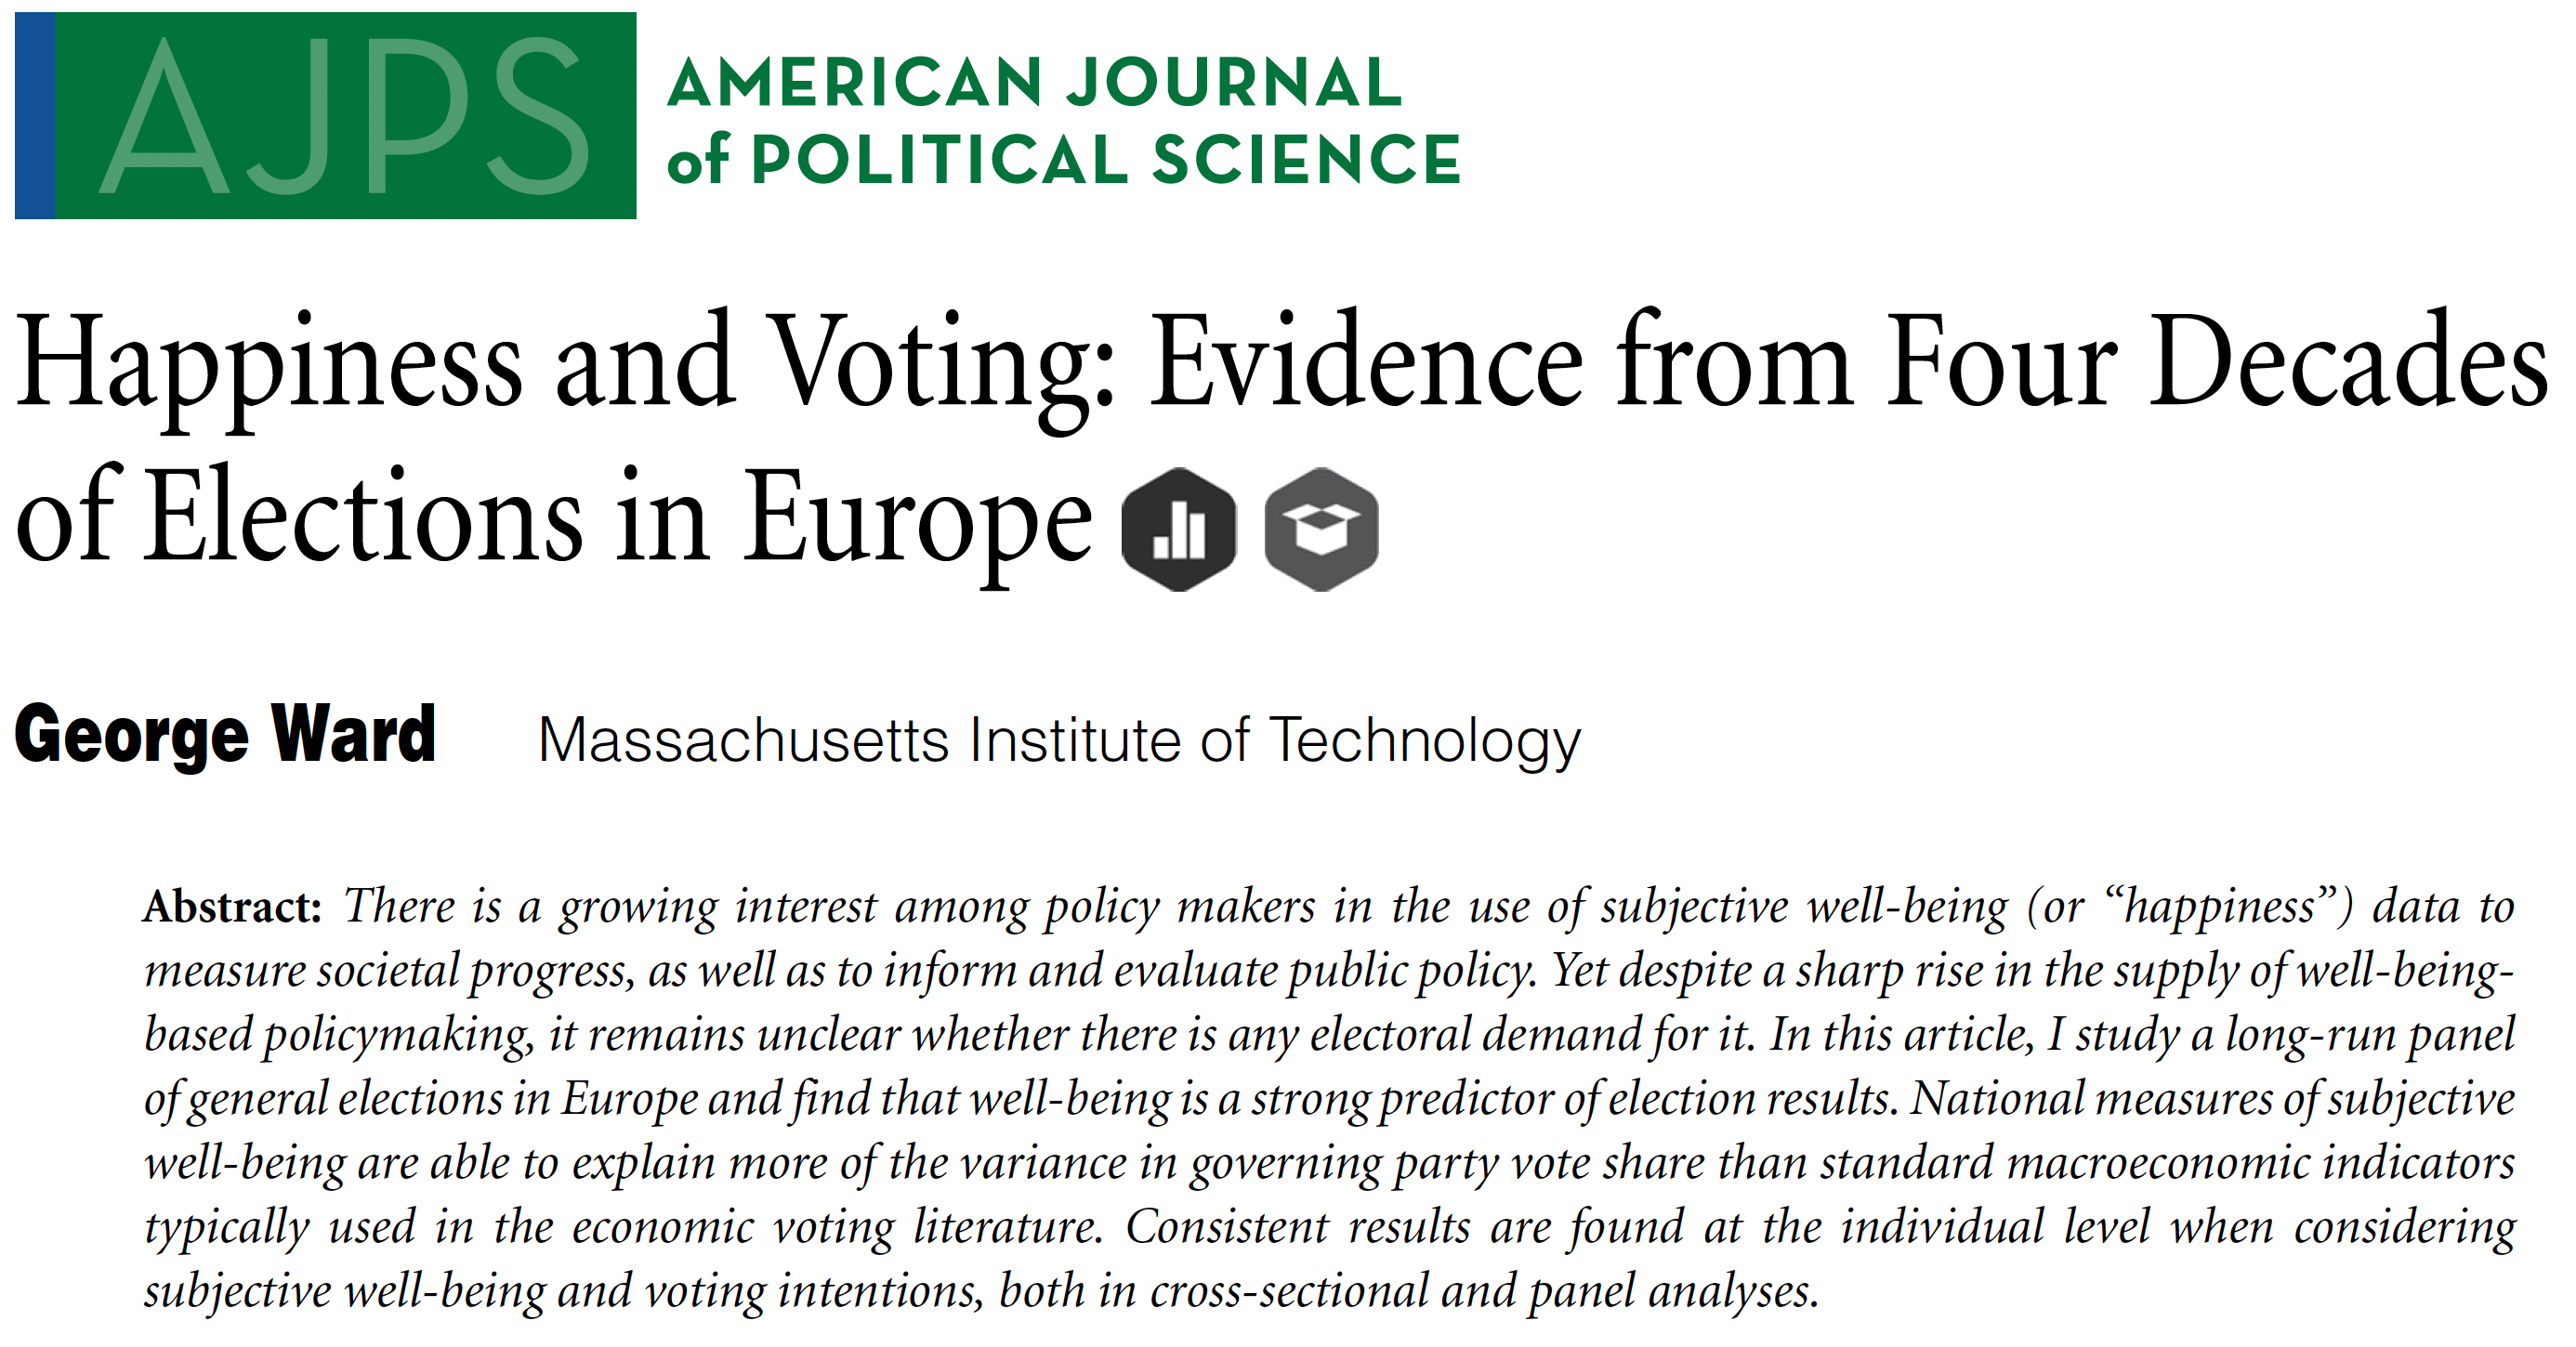 AJPS
AMERICAN JOURNAL
of POLITICAL SCIENCE
Happiness and Voting: Evidence from Four Decades
of Elections in Europe
George Ward Massachusetts Institute of Technology
Abstract: There is a growing interest among policy makers in the use of subjective well-being (or “happiness”) data to
measure societal progress, as well as to inform and evaluate public policy. Yet despite a sharp rise in the supply of well-being-
based policymaking, it remains unclear whether there is any electoral demand for it. In this article, I study a long-run panel
of general elections in Europe and find that well-being is a strong predictor of election results. National measures of subjective
well-being are able to explain more of the variance in governing party vote share than standard macroeconomic indicators
typically used in the economic voting literature. Consistent results are found at the individual level when considering
subjective well-being and voting intentions, both in cross-sectional and panel analyses.